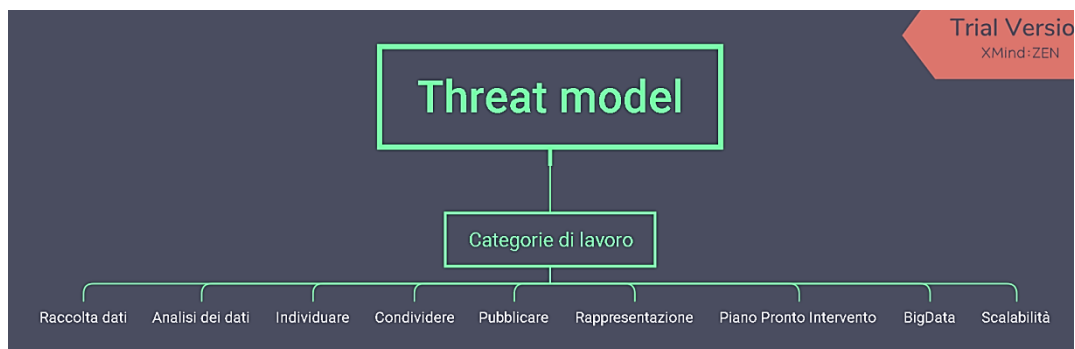 Trial Versio
XMind:ZEN
Threat model
Categorie di lavoro
Raccolta dati
Analisi dei dati
Individuare
Condividere
Pubblicare
Rappresentazione
Piano Pronto Intervento
BigData
Scalabilità